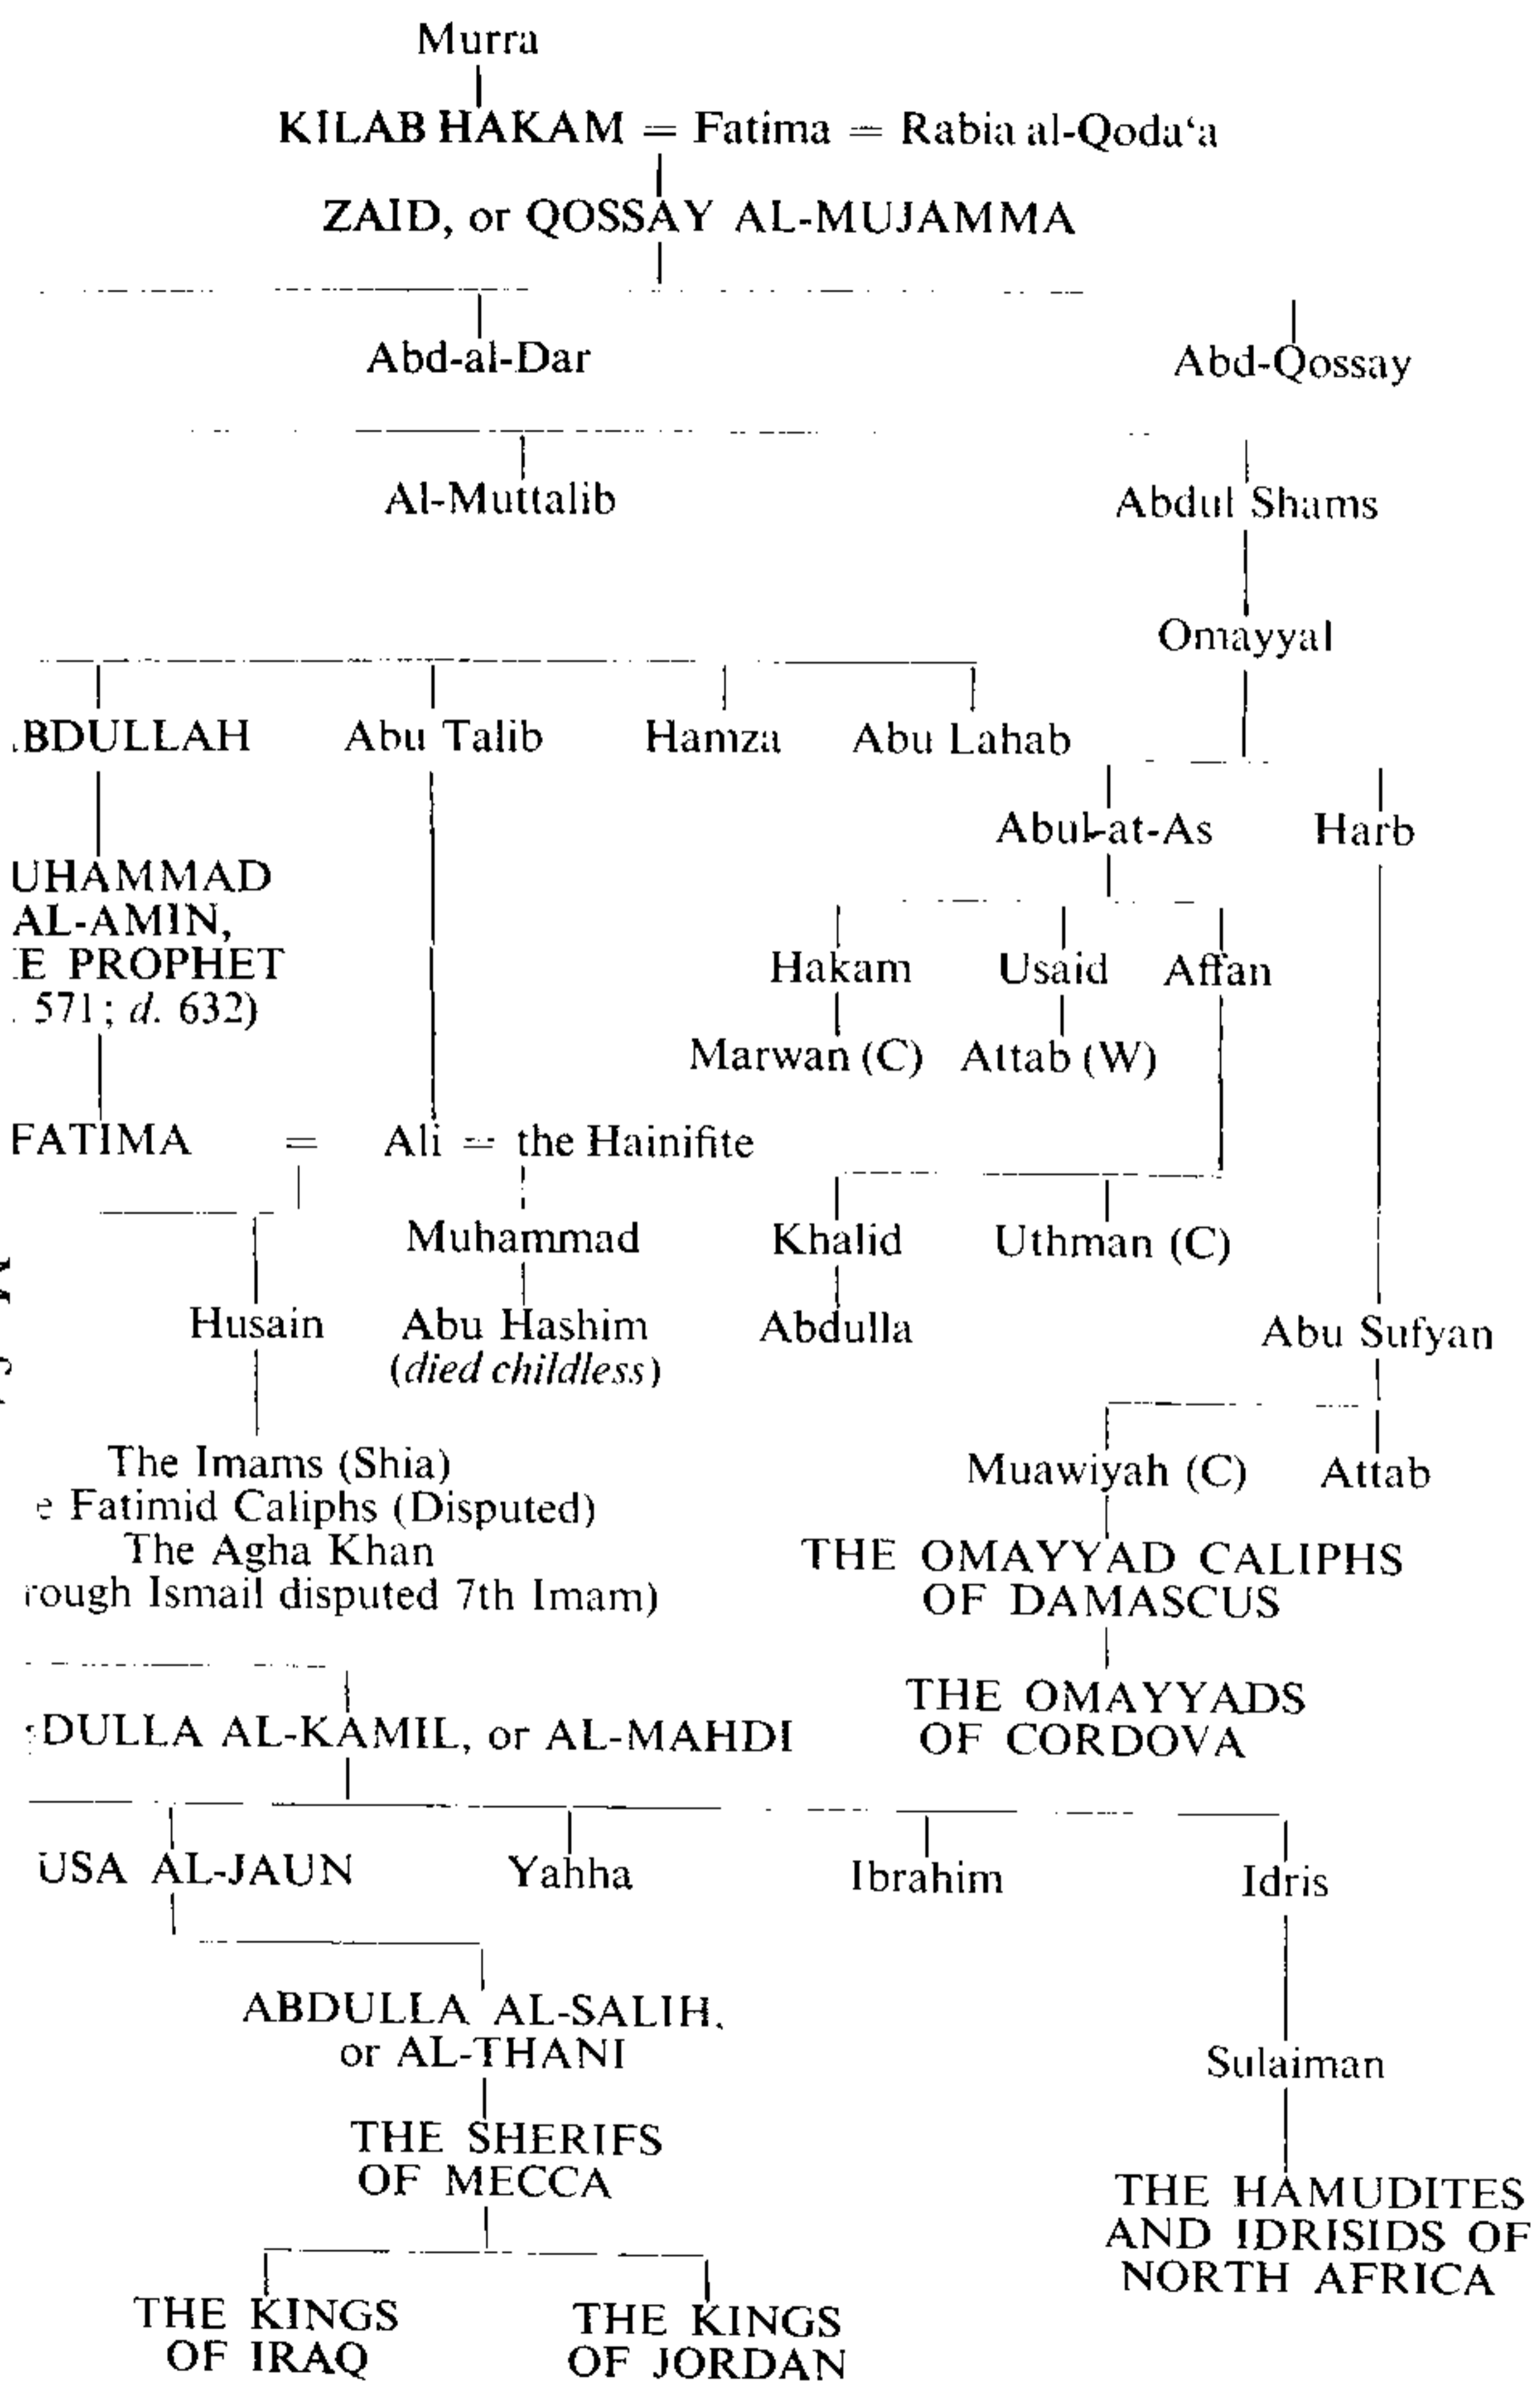 Murra
KILAB HAKAM = Fatima = Rabia al-Qoda‘a
ZAID, or QOSSAY AL-MUJAMMA
Abd-al-Dar
Abd-Qossay
Al-Muttalib
Abdul Shams
Omayyal
BDULLAH
Abu Talib
Hamza
Abu Lahab
Abul-at-As
Harb
UHAMMAD
AL-AMIN,
E PROPHET
571; d. 632)
Hakam
Usaid
Affan
Marwan (C)
Attab (W)
FATIMA = Ali = the Hainifite
Muhammad
Khalid
Uthman (C)
Husain
Abu Hashim
(died childless)
Abdulla
Abu Sufyan
The Imams (Shia)
e Fatimid Caliphs (Disputed)
The Agha Khan
rough Ismail disputed 7th Imam)
Muawiyah (C)
Attab
THE OMAYYAD CALIPHS
OF DAMASCUS
THE OMAYYADS
OF CORDOVA
DULLA AL-KAMIL, or AL-MAHDI
USA AL-JAUN
Yahha
Ibrahim
Idris
ABDULLA AL-SALIH,
or AL-THANI
Sulaiman
THE SHERIFS
OF MECCA
THE HAMUDITES
AND IDRISIDS OF
NORTH AFRICA
THE KINGS
OF IRAQ
THE KINGS
OF JORDAN